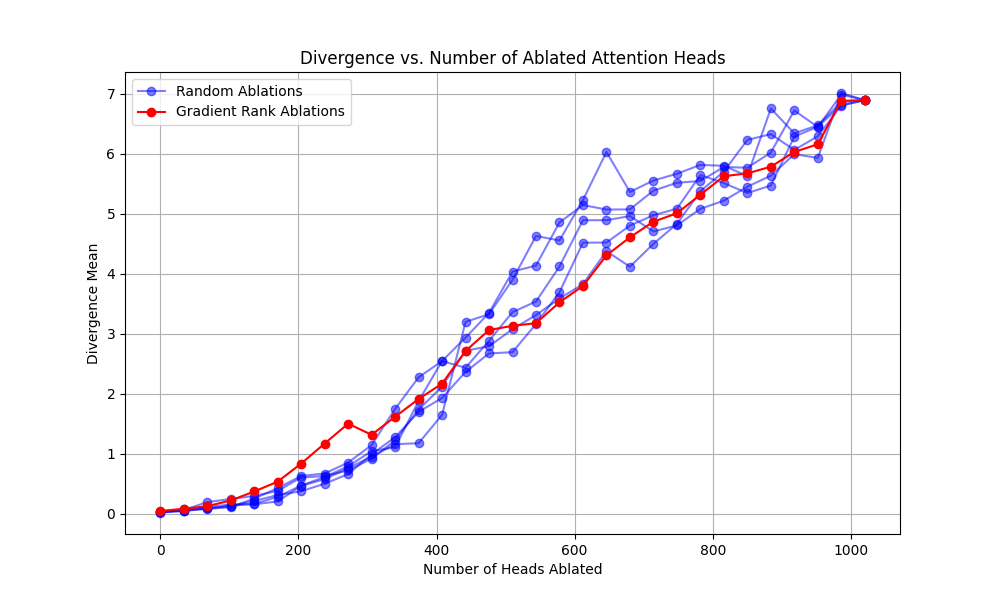 Divergence vs. Number of Ablated Attention Heads
Random Ablations
Gradient Rank Ablations
7
6
5
4
3
2
1
0
Divergence Mean
0 200 400 600 800 1000
Number of Heads Ablated